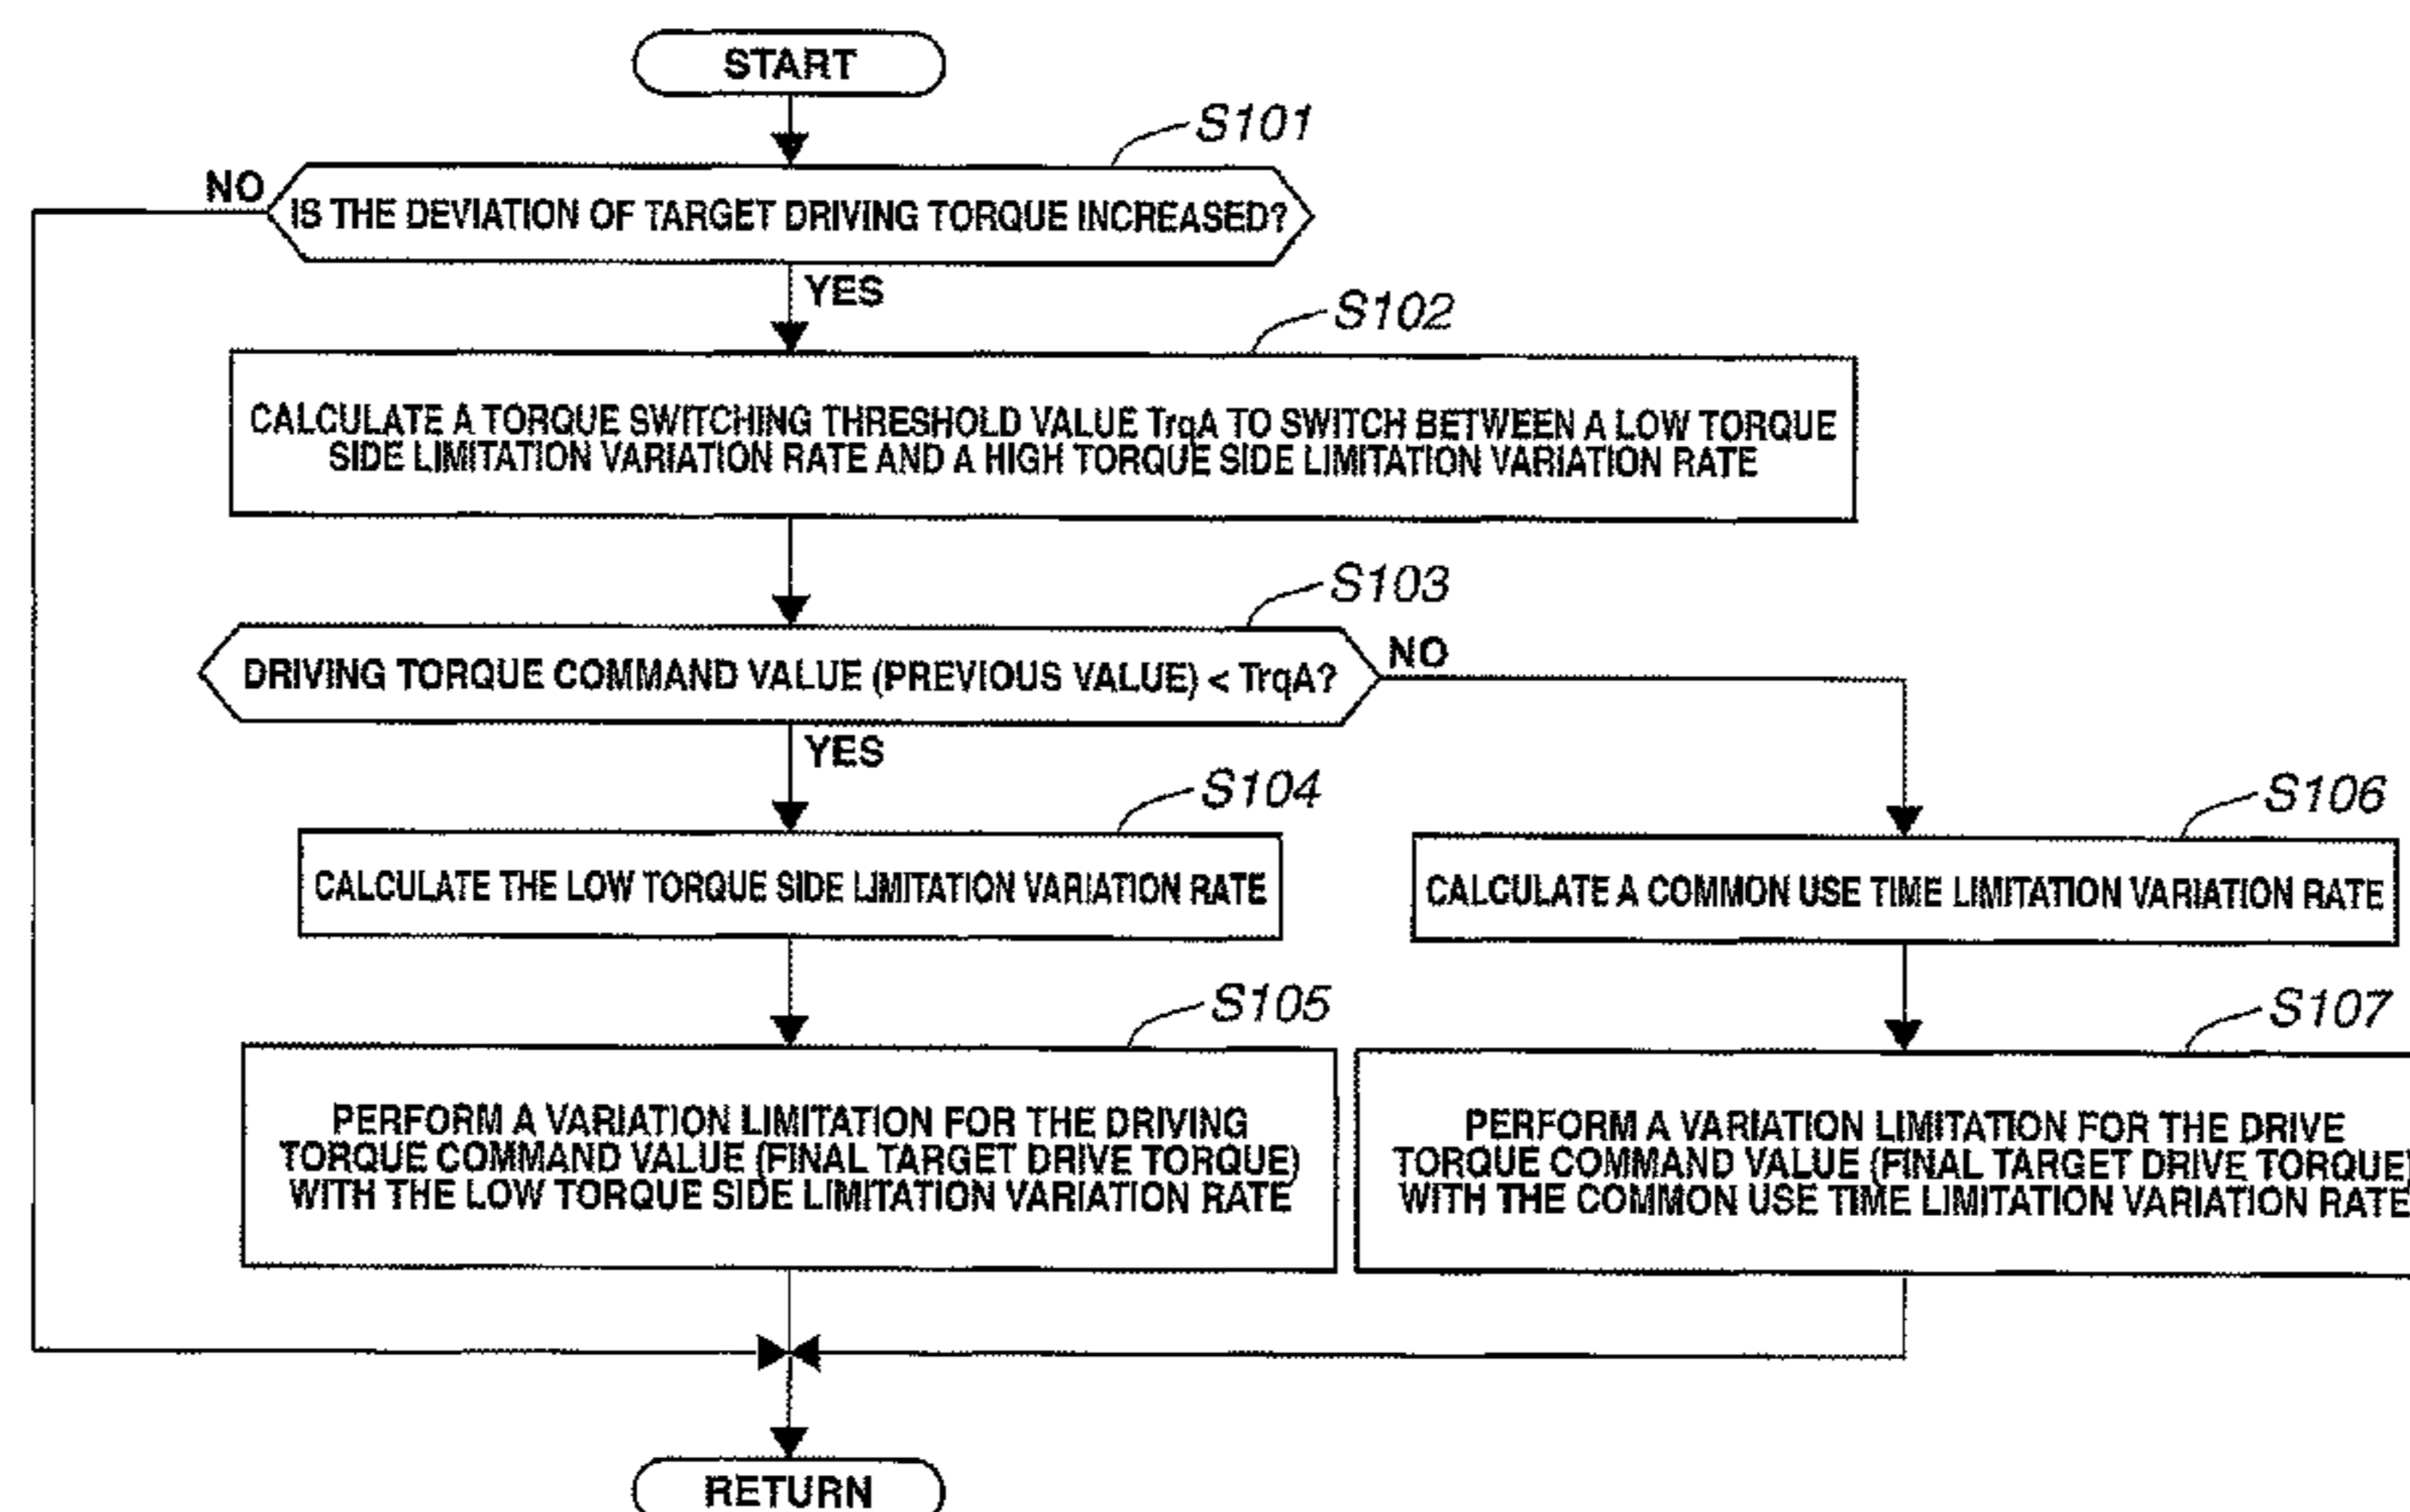 START
S101
NO
IS THE DEVIATION OF TARGET DRIVING TORQUE INCREASED?
YES
S102
CALCULATE A TORQUE SWITCHING THRESHOLD VALUE TrqA TO SWITCH BETWEEN A LOW TORQUE
SIDE LIMITATION VARIATION RATE AND A HIGH TORQUE SIDE LIMITATION VARIATION RATE
S103
DRIVING TORQUE COMMAND VALUE (PREVIOUS VALUE) < TrqA?
NO
YES
S104
CALCULATE THE LOW TORQUE SIDE LIMITATION VARIATION RATE
S106
CALCULATE A COMMON USE TIME LIMITATION VARIATION RATE
S105
PERFORM A VARIATION LIMITATION FOR THE DRIVING
TORQUE COMMAND VALUE (FINAL TARGET DRIVE TORQUE)
WITH THE LOW TORQUE SIDE LIMITATION VARIATION RATE
S107
PERFORM A VARIATION LIMITATION FOR THE DRIVE
TORQUE COMMAND VALUE (FINAL TARGET DRIVE TORQUE)
WITH THE COMMON USE TIME LIMITATION VARIATION RATE
RETURN